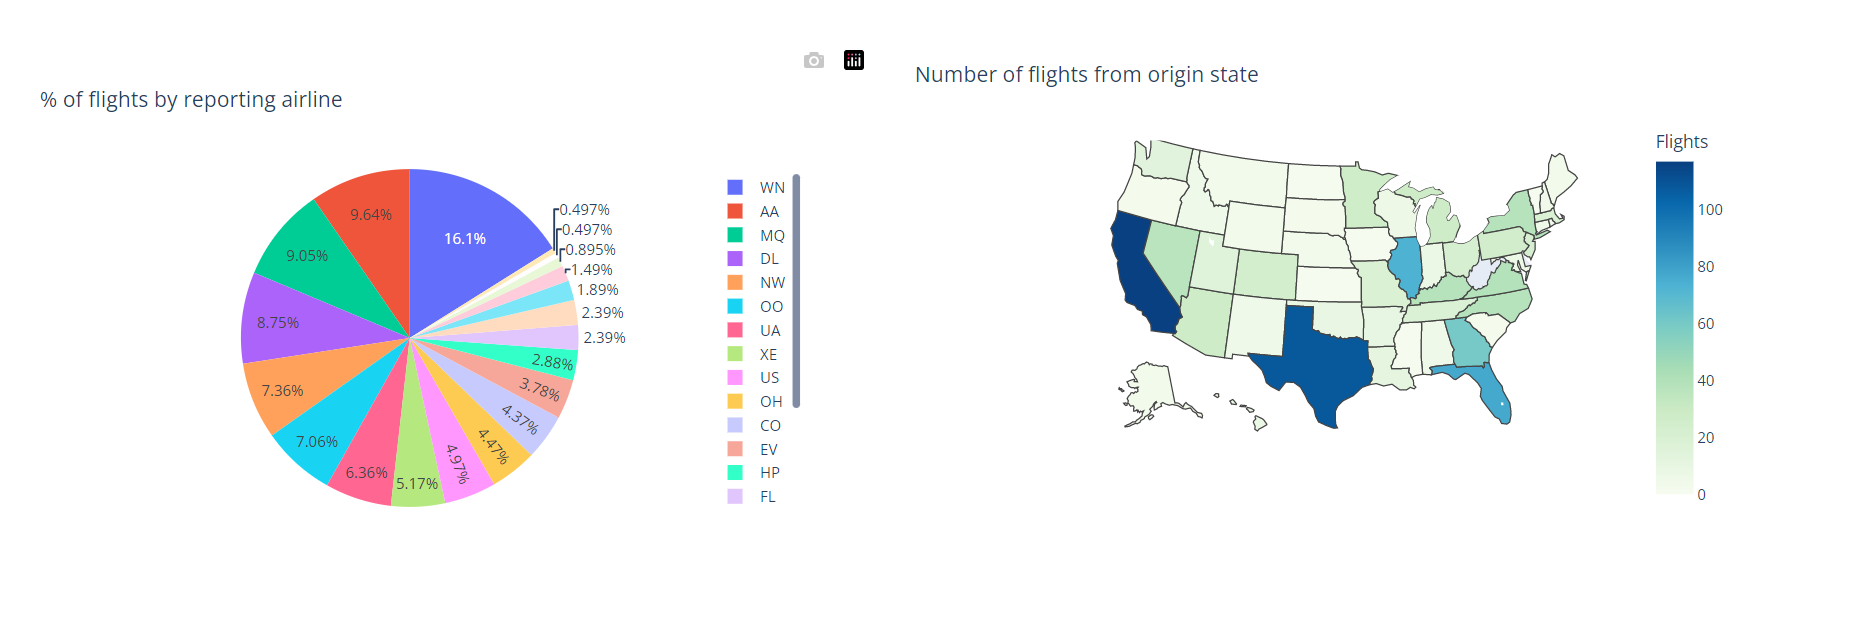 % of flights by reporting airline
16.1%
9.64%
9.05%
8.75%
7.36%
7.06%
6.36%
5.17%
4.97%
4.47%
4.37%
3.78%
2.88%
2.39%
2.39%
1.89%
1.49%
0.895%
0.497%
0.497%
WN
AA
MQ
DL
NW
OO
UA
XE
US
OH
CO
EV
HP
FL
Number of flights from origin state
Flights
100
80
60
40
20
0